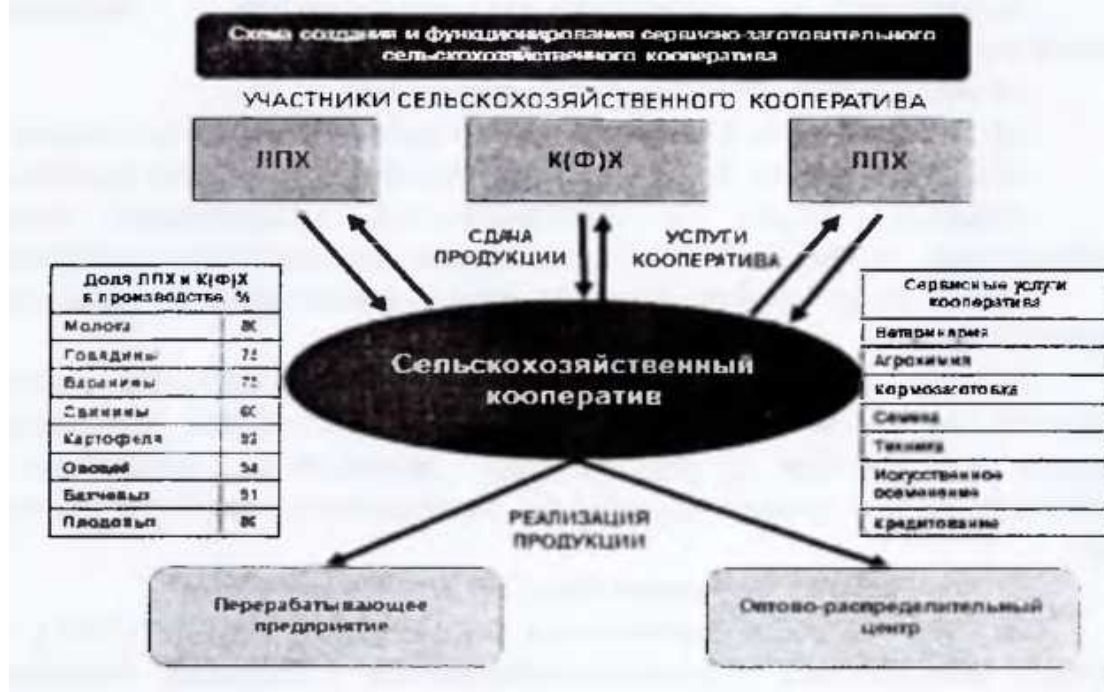 Схема создания и функционирования сервисно-заготовительного
сельскохозяйственного кооператива
УЧАСТНИКИ СЕЛЬСКОХОЗЯЙСТВЕННОГО КООПЕРАТИВА
ЛПХ
К(Ф)Х
ЛПХ
СДАЧА
ПРОДУКЦИИ
УСЛУГИ
КООПЕРАТИВА
Доля ЛПХ и К(Ф)Х
в производстве, %
Молока
Говядины
Баранины
Свинины
Картофеля
Овощей
Бахчевых
Плодовых
Сельскохозяйственный
кооператив
Сервисные услуги
кооператива
Ветеринария
Агрохимия
Кормозаготовка
Семена
Техника
Искусственное
осеменение
Кредитование
РЕАЛИЗАЦИЯ
ПРОДУКЦИИ
Перерабатывающее
предприятие
Оптово-распределительный
центр